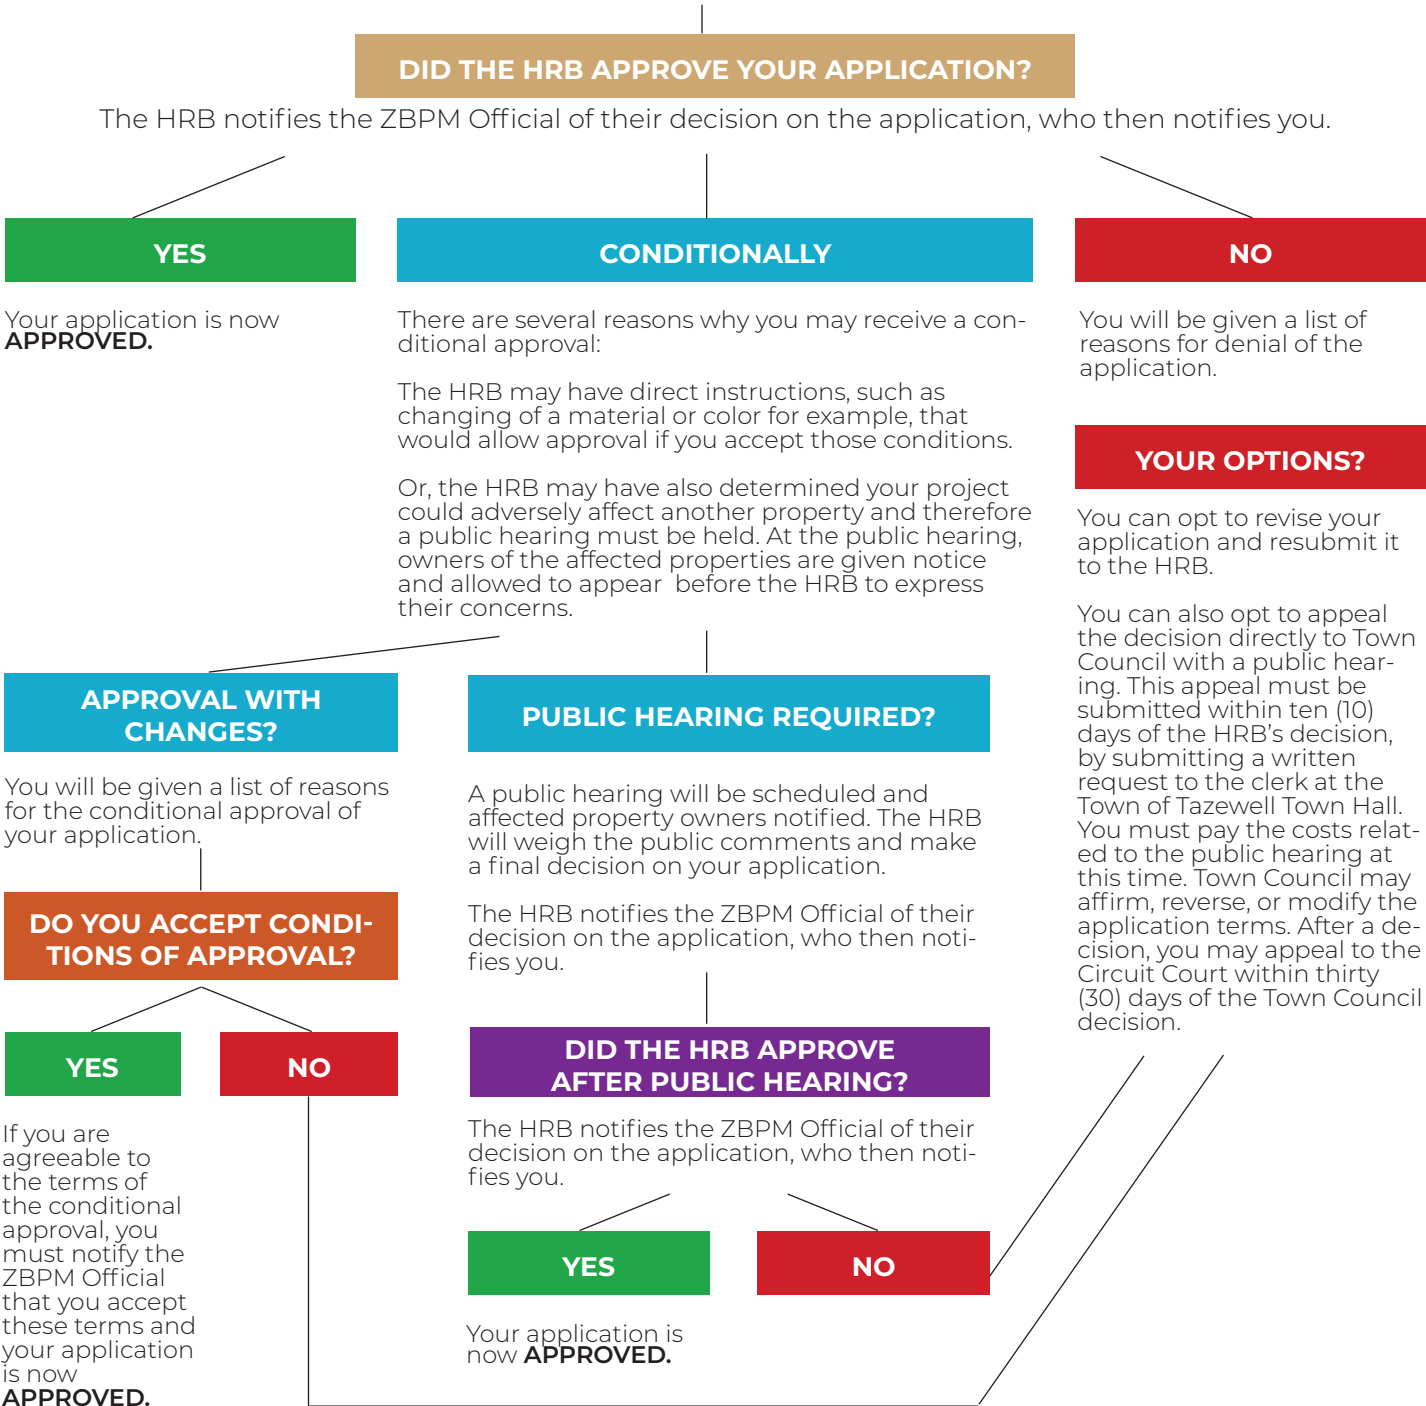 DID THE HRB APPROVE YOUR APPLICATION?
The HRB notifies the ZBPM Official of their decision on the application, who then notifies you.
YES
Your application is now
APPROVED.
CONDITIONALLY
There are several reasons why you may receive a con-
ditional approval:
The HRB may have direct instructions, such as
changing of a material or color for example, that
would allow approval if you accept those conditions.
Or, the HRB may have also determined your project
could adversely affect another property and therefore
a public hearing must be held. At the public hearing,
owners of the affected properties are given notice
and allowed to appear  before the HRB to express
their concerns.
NO
You will be given a list of
reasons for denial of the
application.
YOUR OPTIONS?
You can opt to revise your
application and resubmit it
to the HRB.
You can also opt to appeal
the decision directly to Town
Council with a public hear-
ing. This appeal must be
submitted within ten (10)
days of the HRB's decision,
by submitting a written
request to the clerk at the
Town of Tazewell Town Hall.
You must pay the costs relat-
ed to the public hearing at
this time. Town Council may
affirm, reverse, or modify the
application terms. After a de-
cision, you may appeal to the
Circuit Court within thirty
(30) days of the Town Council
decision.
APPROVAL WITH
CHANGES?
You will be given a list of reasons
for the conditional approval of
your application.
DO YOU ACCEPT CONDI-
TIONS OF APPROVAL?
YES
If you are
agreeable to
the terms of
the conditional
approval, you
must notify the
ZBPM Official
that you accept
these terms and
your application
is now
APPROVED.
NO
PUBLIC HEARING REQUIRED?
A public hearing will be scheduled and
affected property owners notified. The HRB
will weigh the public comments and make
a final decision on your application.
The HRB notifies the ZBPM Official of their
decision on the application, who then noti-
fies you.
DID THE HRB APPROVE
AFTER PUBLIC HEARING?
The HRB notifies the ZBPM Official of their
decision on the application, who then noti-
fies you.
YES
Your application is
now APPROVED.
NO